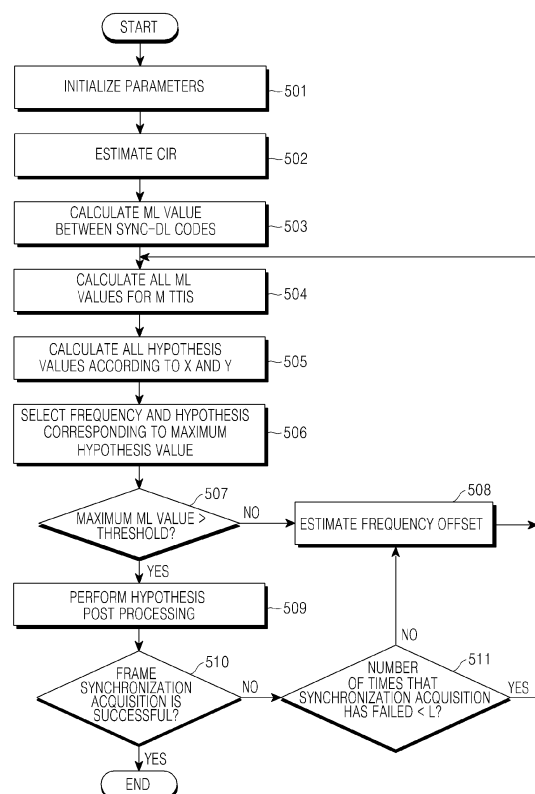 START
INITIALIZE PARAMETERS
501
ESTIMATE CIR
502
CALCULATE ML VALUE
BETWEEN SYNC-DL CODES
503
CALCULATE ALL ML
VALUES FOR M TTIS
504
CALCULATE ALL HYPOTHESIS
VALUES ACCORDING TO X AND Y
505
SELECT FREQUENCY AND HYPOTHESIS
CORRESPONDING TO MAXIMUM
HYPOTHESIS VALUE
506
507
MAXIMUM ML VALUE >
THRESHOLD?
NO
508
ESTIMATE FREQUENCY OFFSET
YES
PERFORM HYPOTHESIS
POST PROCESSING
509
510
FRAME
SYNCHRONIZATION
ACQUISITION IS
SUCCESSFUL?
NO
NO
511
NUMBER
OF TIMES THAT
SYNCHRONIZATION ACQUISITION
HAS FAILED < L?
YES
YES
END